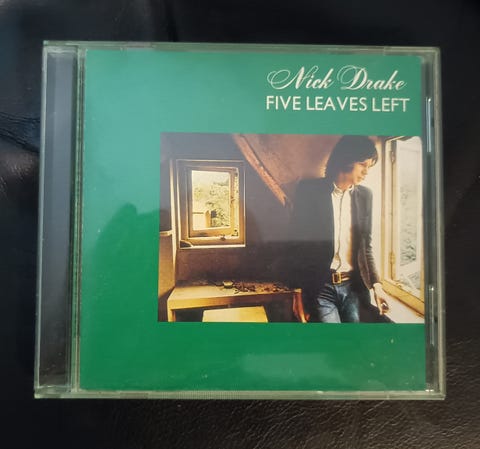 Nick Drake
FIVE LEAVES LEFT